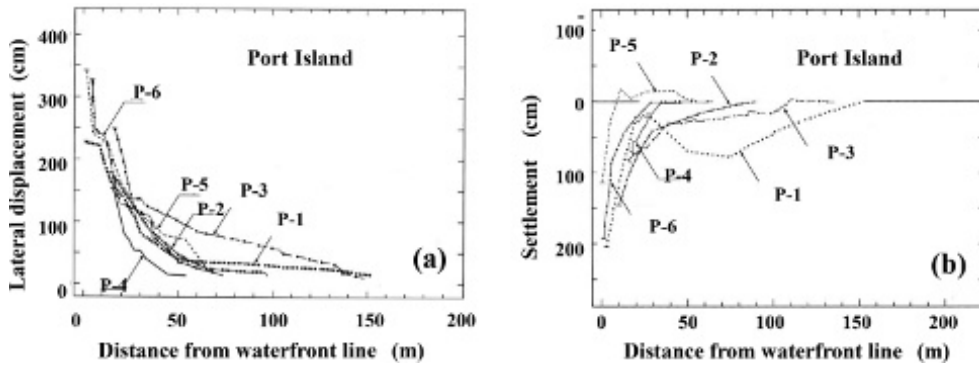 400
300
200
100
0
Lateral displacement (cm)
Port Island
P-6
P-5
P-3
P-2
P-1
P-4
(a)
0 50 100 150 200
Distance from waterfront line (m)
100
0
100
200
Settlement (cm)
Port Island
P-5
P-2
P-4
P-3
P-1
P-6
(b)
0 50 100 150 200
Distance from waterfront line (m)